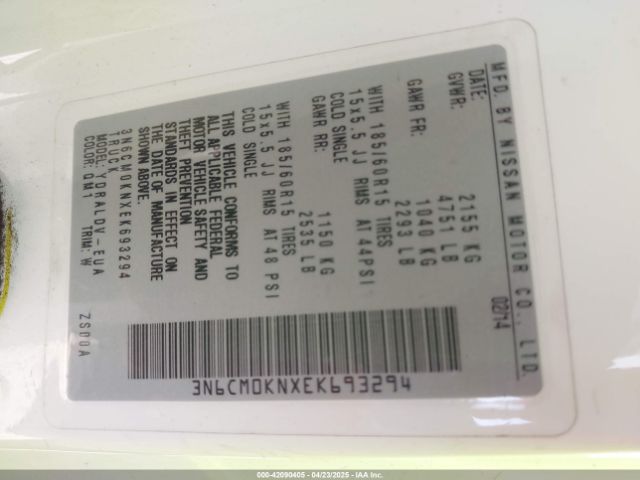 MFD. BY NISSAN MOTOR CO., LTD.
DATE: 02/14
GVWR: 2155 KG
4751 LB
GAWR FR: 1040 KG
2293 LB
WITH 185/60R15 TIRES
15x5.5 JJ RIMS AT 44PSI
COLD SINGLE
GAWR RR: 1150 KG
2535 LB
WITH 185/60R15 TIRES
15x5.5 JJ RIMS AT 48 PSI
COLD SINGLE
THIS VEHICLE CONFORMS TO
ALL APPLICABLE FEDERAL
MOTOR VEHICLE SAFETY AND
THEFT PREVENTION
STANDARDS IN EFFECT ON
THE DATE OF MANUFACTURE
SHOWN ABOVE.
3N6CM0KNXEK693294
TRUCK
MODEL: YDRALDV-EUA
COLOR: QM1 TRIM: W
ZS00A
3N6CM0KNXEK693294
000-42090405 - 04/23/2025 - IAAI.com